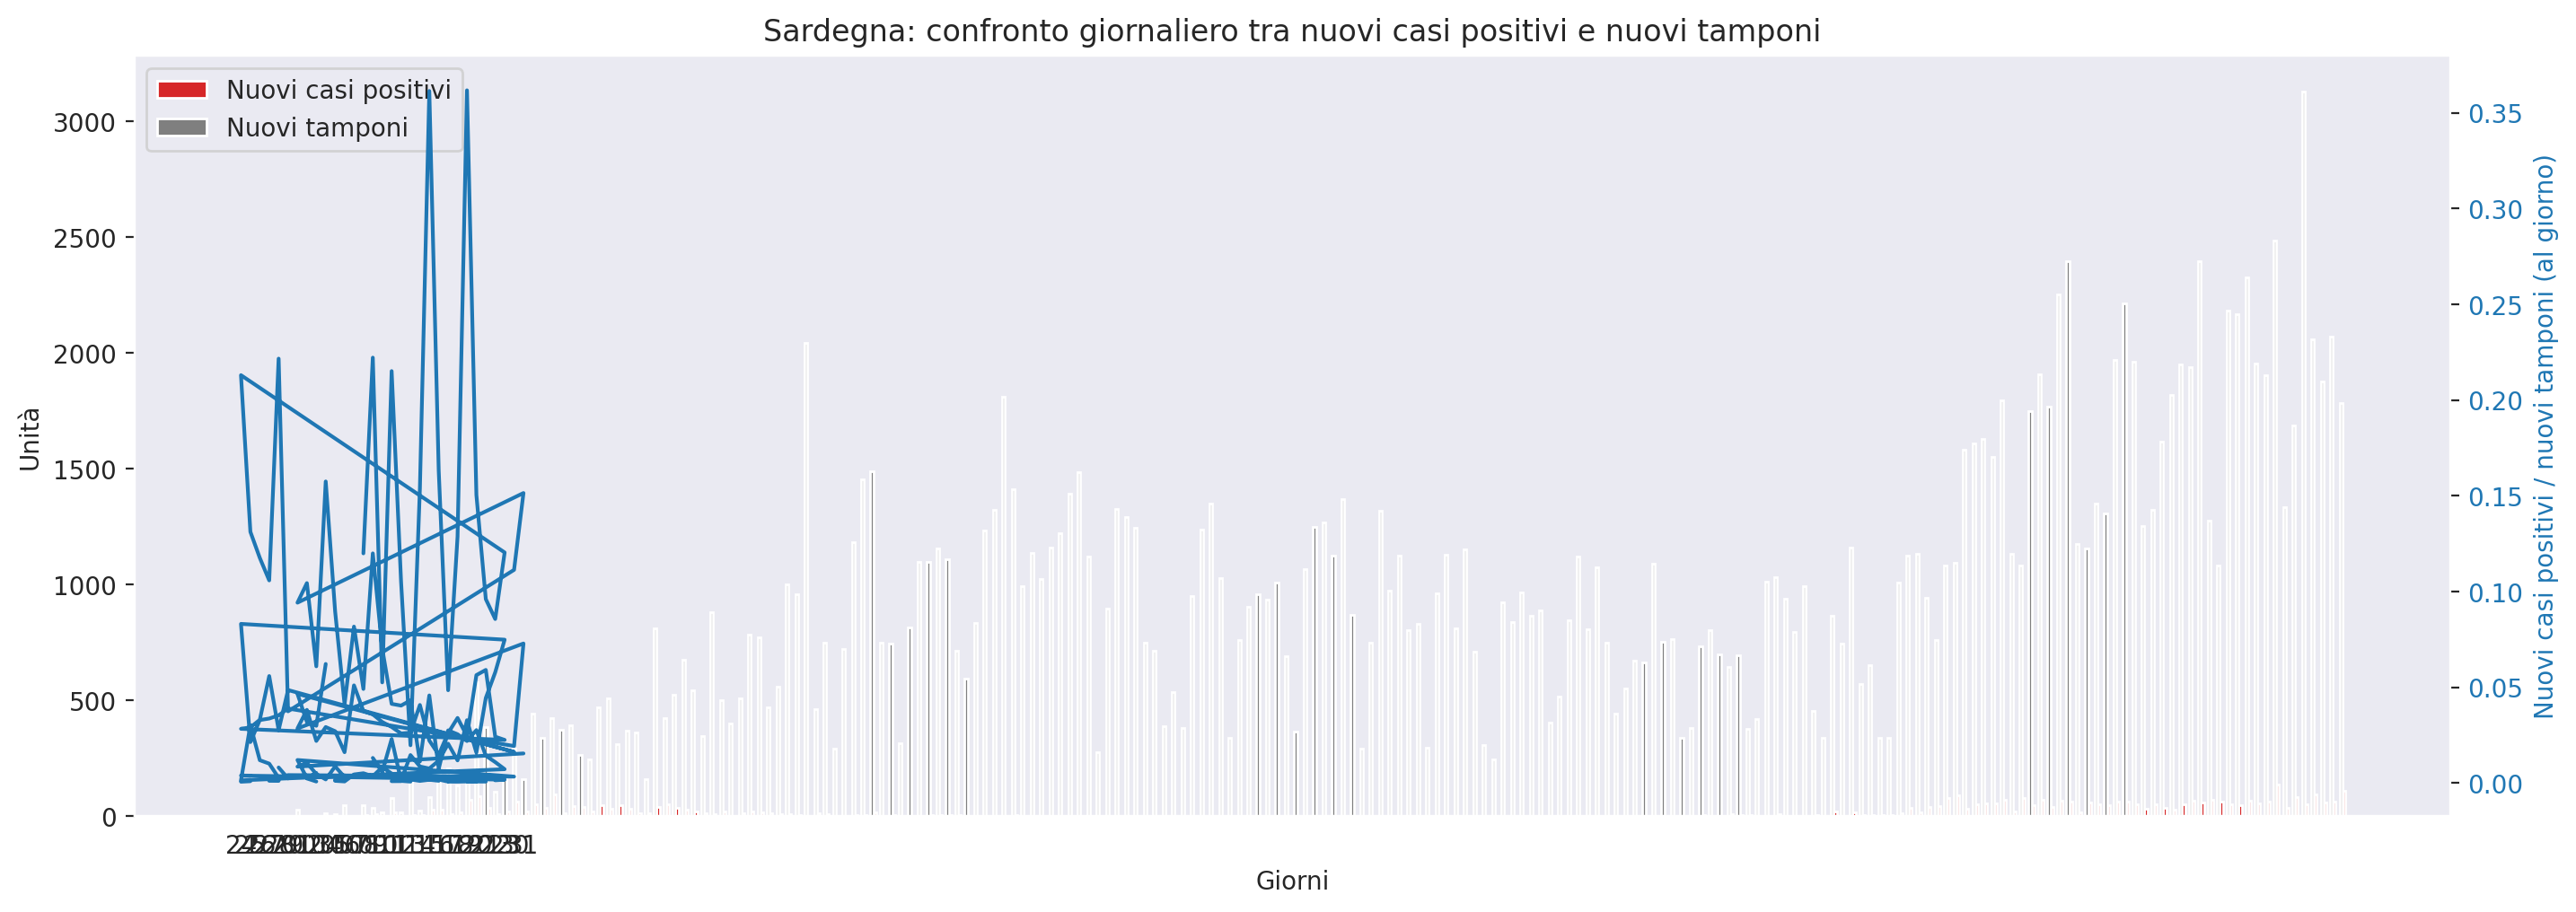 Sardegna: confronto giornaliero tra nuovi casi positivi e nuovi tamponi
Nuovi casi positivi
Nuovi tamponi
3000
2500
2000
1500
1000
500
0
Unità
0.35
0.30
0.25
0.20
0.15
0.10
0.05
0.00
Nuovi casi positivi / nuovi tamponi (al giorno)
Giorni